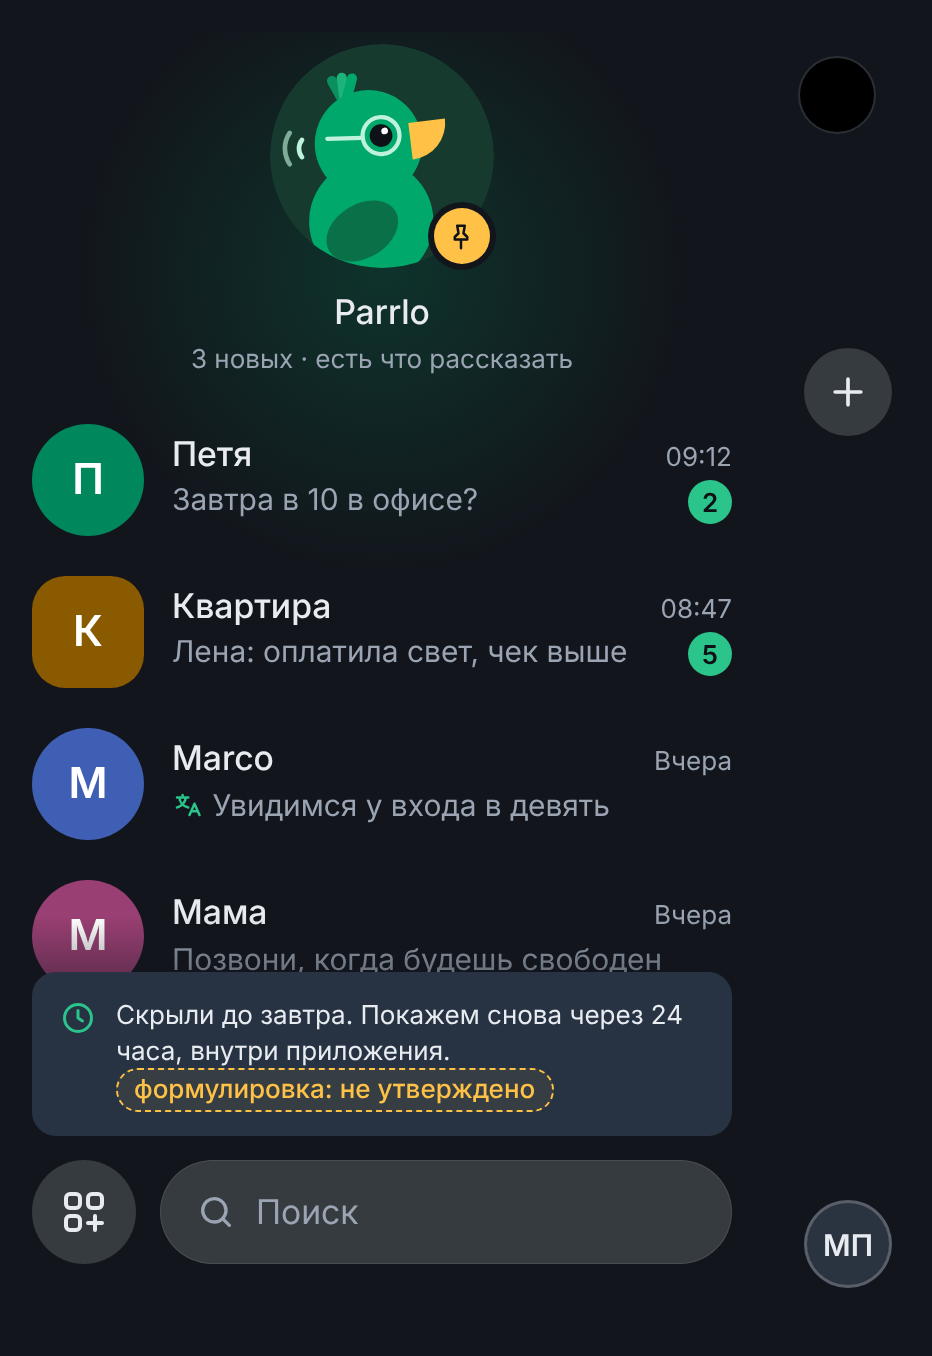 Parrlo
3 новых · есть что рассказать
П
Петя
09:12
Завтра в 10 в офисе?
2
К
Квартира
08:47
Лена: оплатила свет, чек выше
5
M
Marco
Вчера
Увидимся у входа в девять
М
Мама
Вчера
Позвони, когда будешь свободен
Скрыли до завтра. Покажем снова через 24
часа, внутри приложения.
формулировка: не утверждено
Поиск
МП